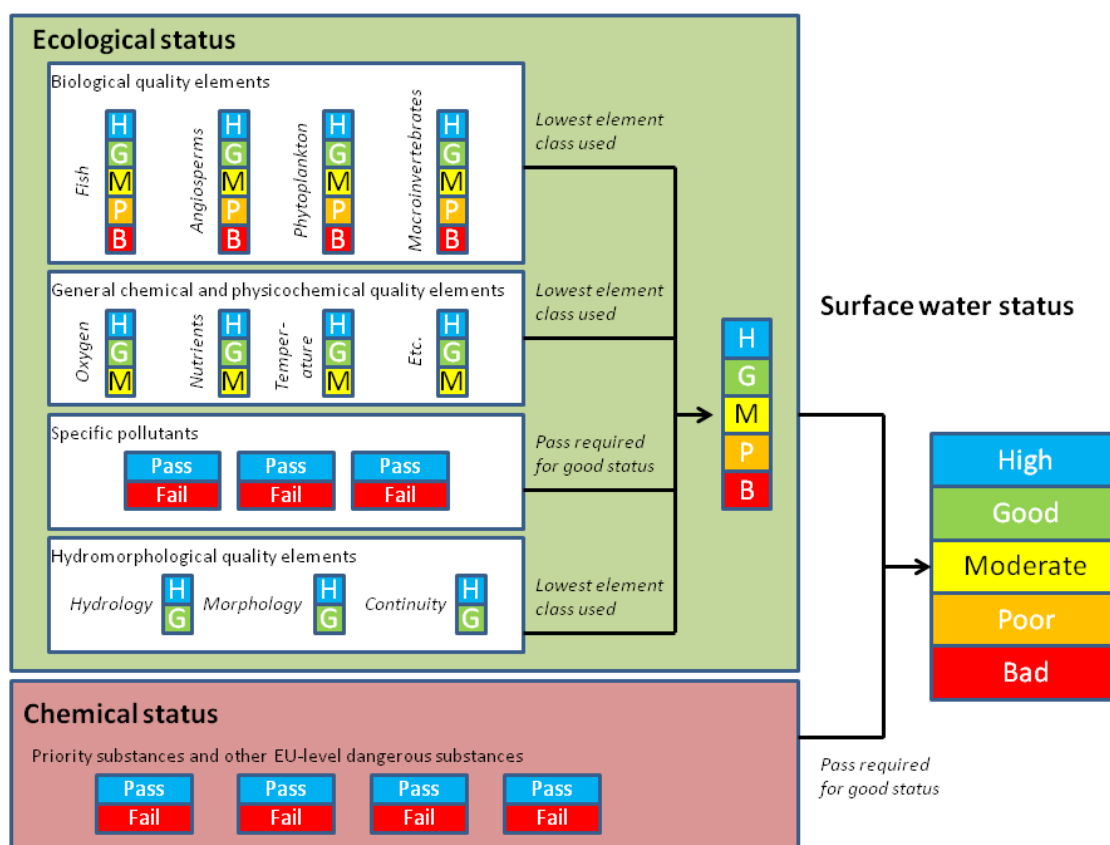 Ecological status
Biological quality elements
Fish
H
G
M
P
B
Angiosperms
H
G
M
P
B
Phytoplankton
H
G
M
P
B
Macroinvertebrates
H
G
M
P
B
Lowest element
class used
General chemical and physicochemical quality elements
Oxygen
H
G
M
Nutrients
H
G
M
Temper-
ature
H
G
M
Etc.
H
G
M
Lowest element
class used
Specific pollutants
Pass
Fail
Pass
Fail
Pass
Fail
Pass required
for good status
Hydromorphological quality elements
Hydrology
H
G
Morphology
H
G
Continuity
H
G
Lowest element
class used
H
G
M
P
B
Chemical status
Priority substances and other EU-level dangerous substances
Pass
Fail
Pass
Fail
Pass
Fail
Pass
Fail
Pass required
for good status
Surface water status
High
Good
Moderate
Poor
Bad